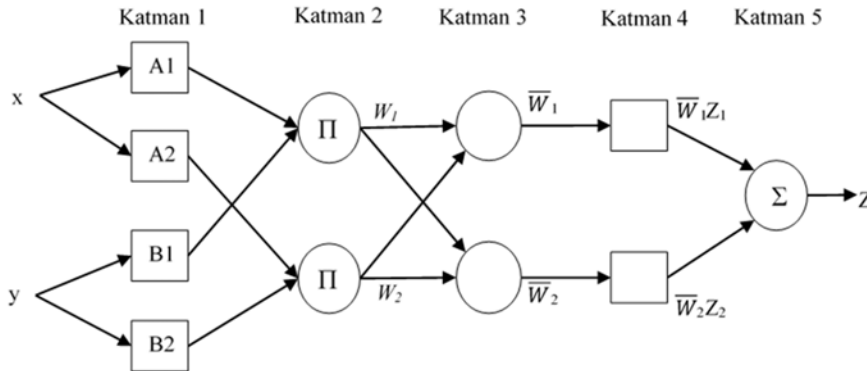 Katman 1 Katman 2 Katman 3 Katman 4 Katman 5
A1
x
A2
B1
y
B2
Π
Π
W₁
W₂
W̅₁
W̅₂
W̅₁Z₁
W̅₂Z₂
Σ
Z